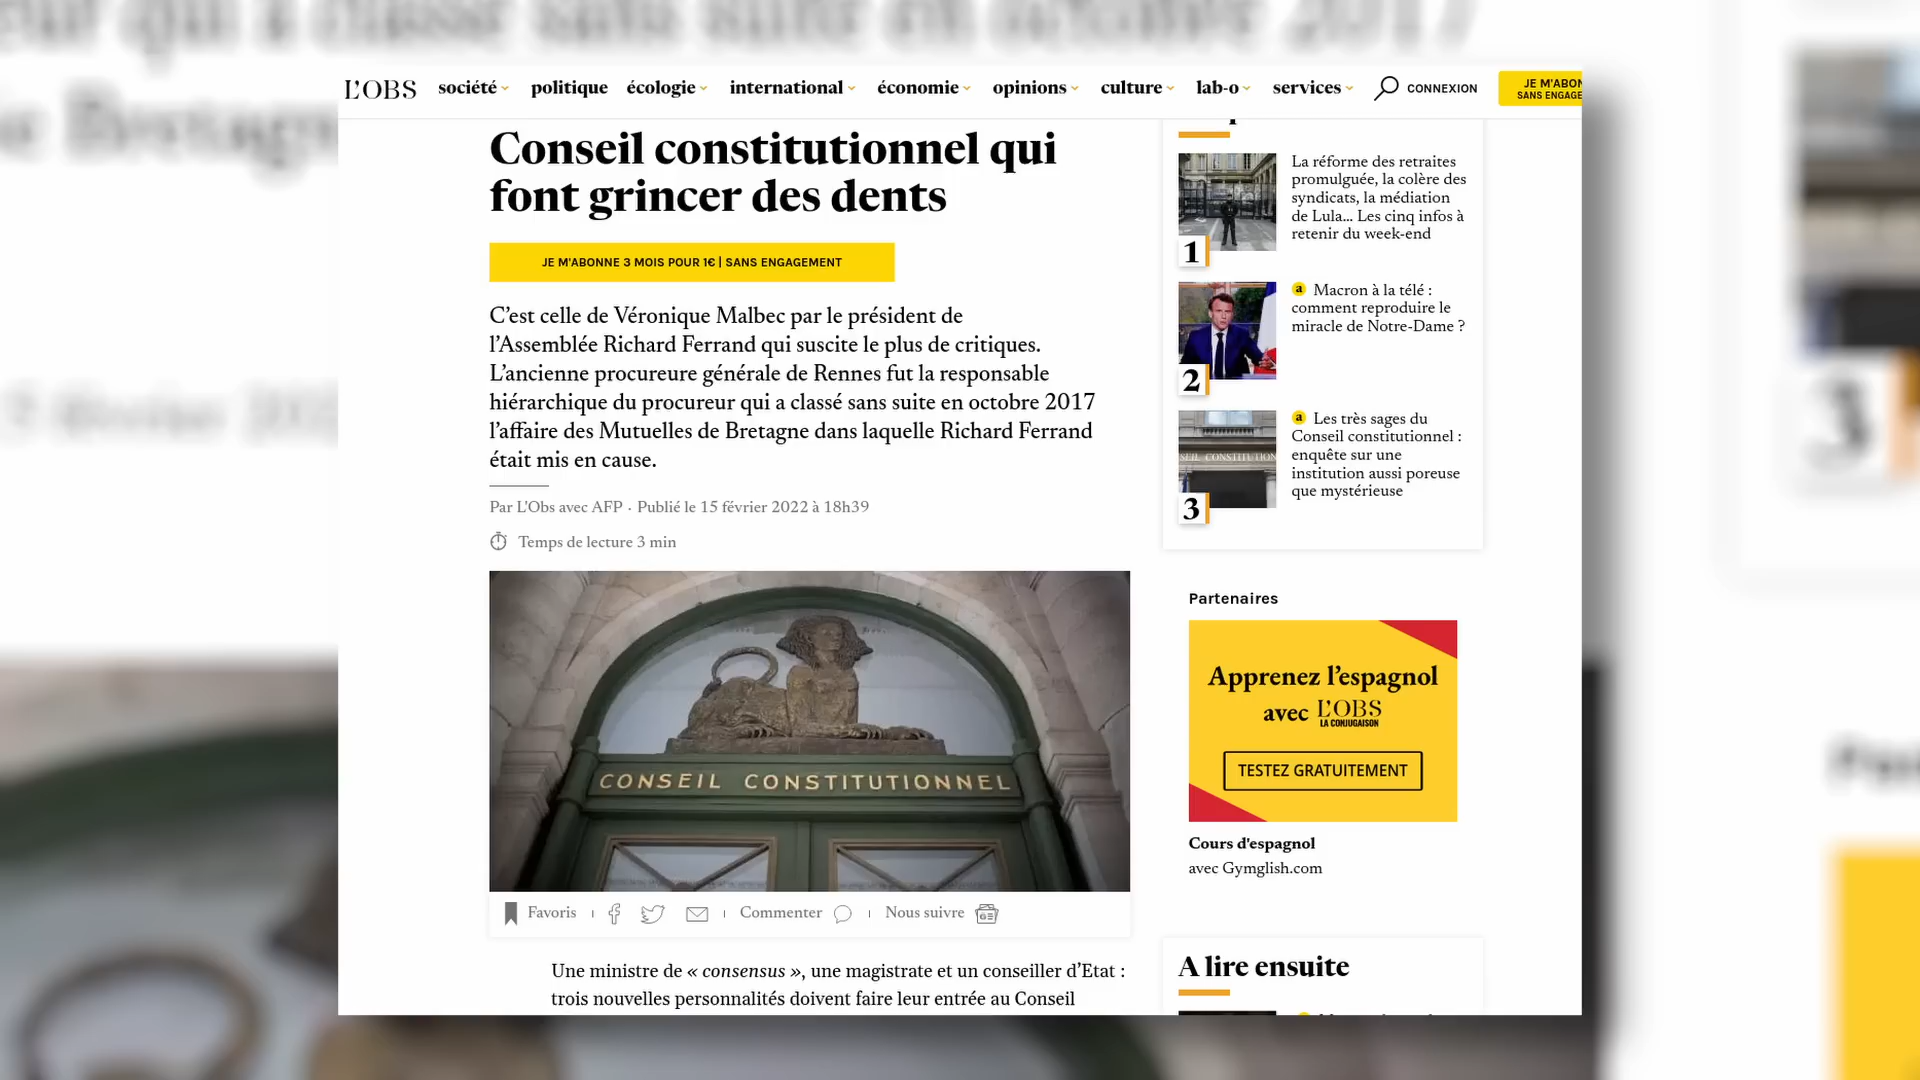 L'OBS société politique écologie international économie opinions culture lab-o services CONNEXION JE M'ABON
SANS ENGAGE
Conseil constitutionnel qui
font grincer des dents
JE M'ABONNE 3 MOIS POUR 1€ | SANS ENGAGEMENT
C'est celle de Véronique Malbec par le président de
l'Assemblée Richard Ferrand qui suscite le plus de critiques.
L'ancienne procureure générale de Rennes fut la responsable
hiérarchique du procureur qui a classé sans suite en octobre 2017
l'affaire des Mutuelles de Bretagne dans laquelle Richard Ferrand
était mis en cause.
Par L'Obs avec AFP · Publié le 15 février 2022 à 18h39
Temps de lecture 3 min
CONSEIL CONSTITUTIONNEL
Favoris Commenter Nous suivre
Une ministre de « consensus », une magistrate et un conseiller d'Etat :
trois nouvelles personnalités doivent faire leur entrée au Conseil
La réforme des retraites
promulguée, la colère des
syndicats, la médiation
de Lula… Les cinq infos à
retenir du week-end
1
a Macron à la télé :
comment reproduire le
miracle de Notre-Dame ?
2
a Les très sages du
Conseil constitutionnel :
enquête sur une
institution aussi poreuse
que mystérieuse
3
Partenaires
Apprenez l'espagnol
avec L'OBS
LA CONJUGAISON
TESTEZ GRATUITEMENT
Cours d'espagnol
avec Gymglish.com
A lire ensuite